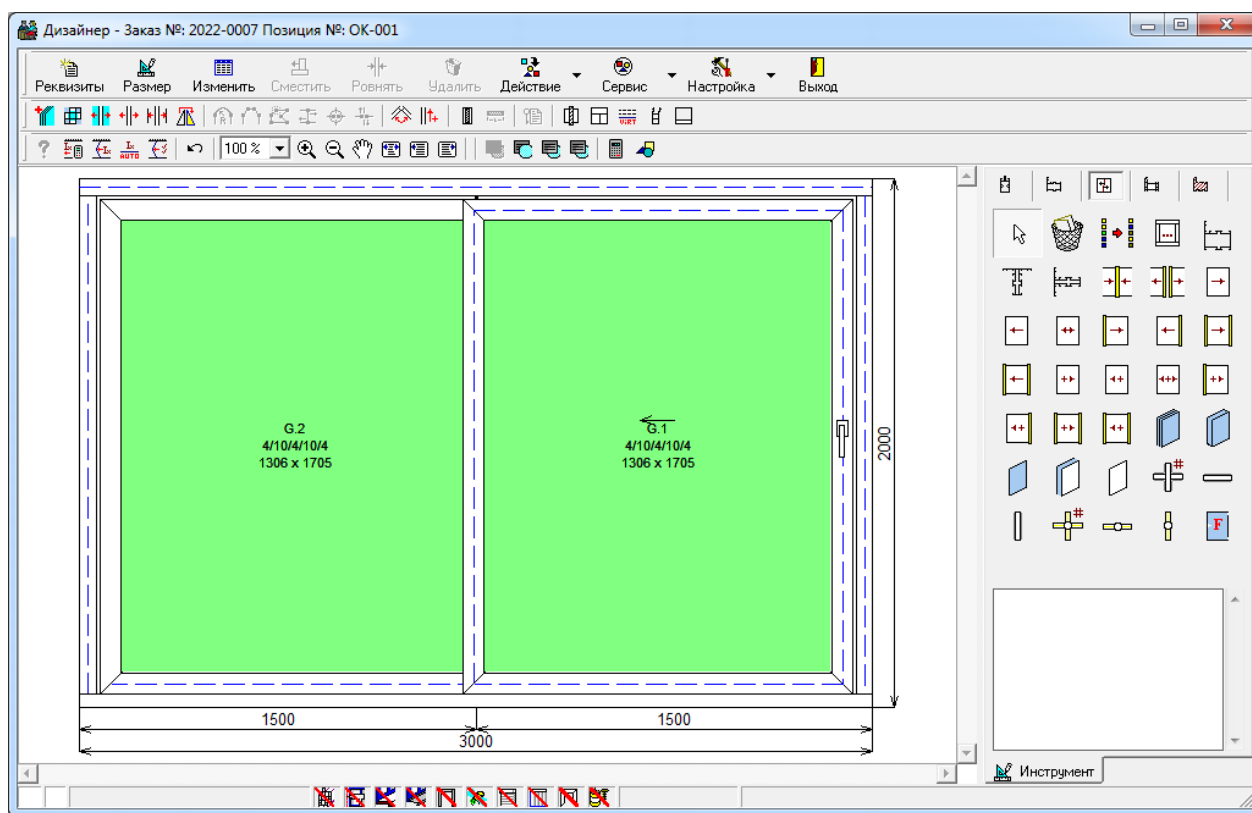 Дизайнер - Заказ №: 2022-0007 Позиция №: ОК-001
Реквизиты Размер Изменить Сместить Ровнять Удалить Действие Сервис Настройка Выход
100 %
G.2
4/10/4/10/4
1306 x 1705
G.1
4/10/4/10/4
1306 x 1705
2000
1500 1500
3000
Инструмент